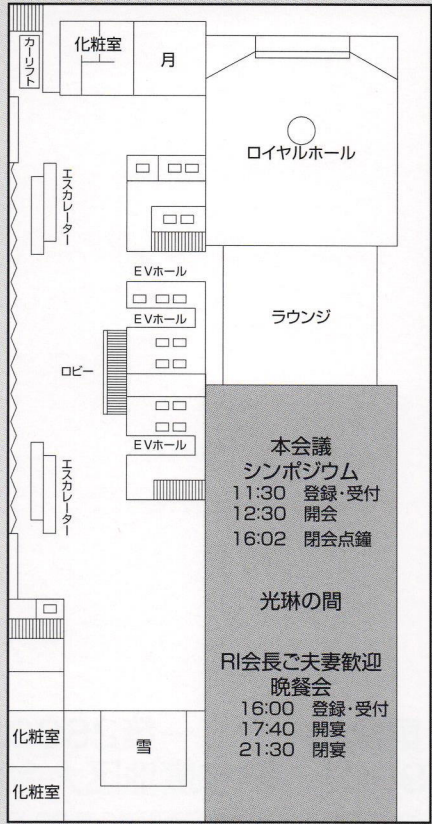 カーリフト
化粧室
月
ロイヤルホール
エスカレーター
EVホール
EVホール
ラウンジ
ロビー
EVホール
エスカレーター
本会議
シンポジウム
11:30 登録・受付
12:30 開会
16:02 閉会点鐘
光琳の間
RI会長ご夫妻歓迎
晩餐会
16:00 登録・受付
17:40 開宴
21:30 閉宴
化粧室
雪
化粧室